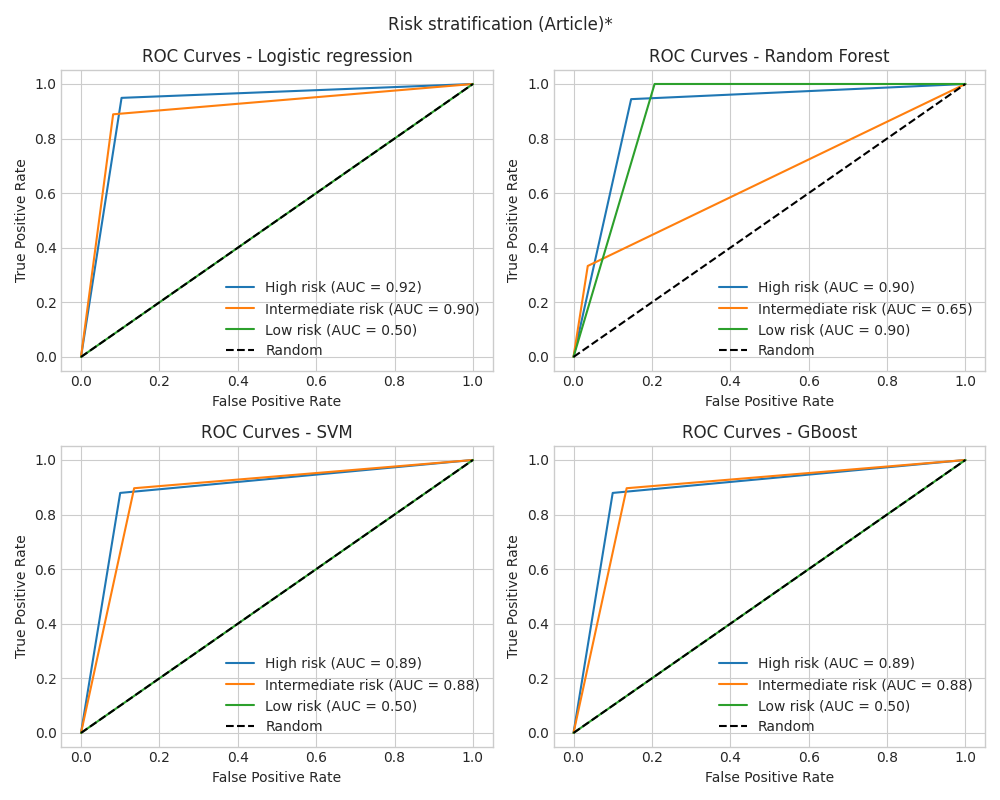 Risk stratification (Article)*
ROC Curves - Logistic regression
1.0
0.8
0.6
0.4
0.2
0.0
True Positive Rate
High risk (AUC = 0.92)
Intermediate risk (AUC = 0.90)
Low risk (AUC = 0.50)
Random
0.0 0.2 0.4 0.6 0.8 1.0
False Positive Rate
ROC Curves - Random Forest
1.0
0.8
0.6
0.4
0.2
0.0
True Positive Rate
High risk (AUC = 0.90)
Intermediate risk (AUC = 0.65)
Low risk (AUC = 0.90)
Random
0.0 0.2 0.4 0.6 0.8 1.0
False Positive Rate
ROC Curves - SVM
1.0
0.8
0.6
0.4
0.2
0.0
True Positive Rate
High risk (AUC = 0.89)
Intermediate risk (AUC = 0.88)
Low risk (AUC = 0.50)
Random
0.0 0.2 0.4 0.6 0.8 1.0
False Positive Rate
ROC Curves - GBoost
1.0
0.8
0.6
0.4
0.2
0.0
True Positive Rate
High risk (AUC = 0.89)
Intermediate risk (AUC = 0.88)
Low risk (AUC = 0.50)
Random
0.0 0.2 0.4 0.6 0.8 1.0
False Positive Rate